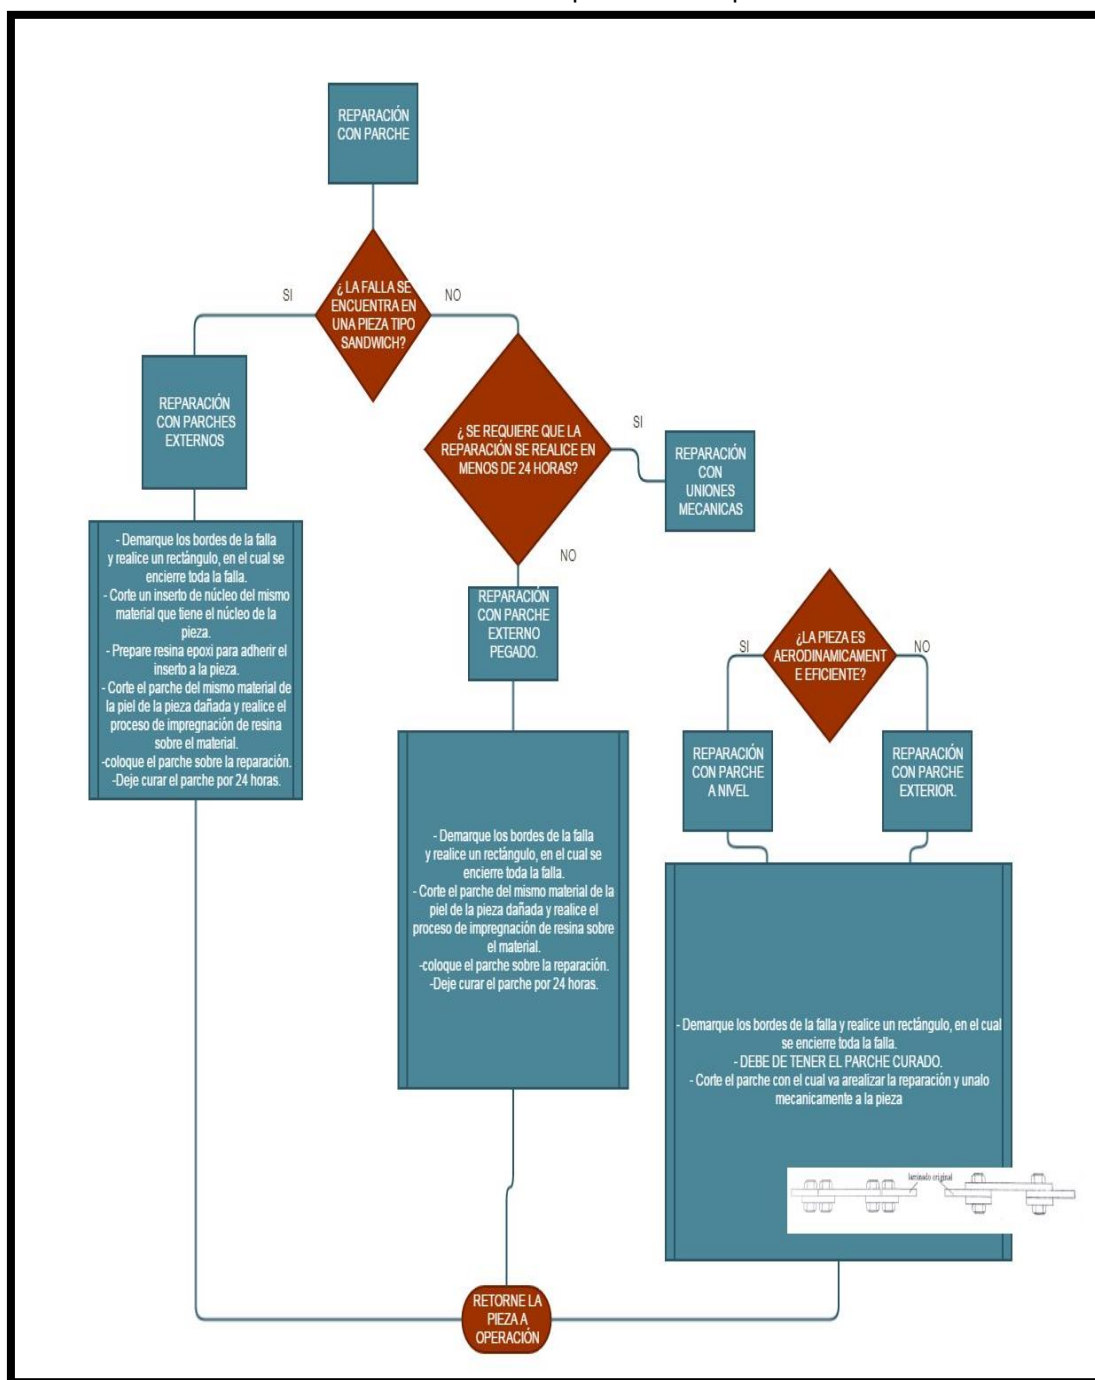 REPARACIÓN
CON PARCHE
¿ LA FALLA SE
ENCUENTRA EN
UNA PIEZA TIPO
SANDWICH?
SI
NO
REPARACIÓN
CON PARCHES
EXTERNOS
¿ SE REQUIERE QUE LA
REPARACIÓN SE REALICE EN
MENOS DE 24 HORAS?
SI
REPARACIÓN
CON
UNIONES
MECANICAS
- Demarque los bordes de la falla
y realice un rectángulo, en el cual se
encierre toda la falla.
- Corte un inserto de núcleo del mismo
material que tiene el núcleo de la
pieza.
- Prepare resina epoxi para adherir el
inserto a la pieza.
- Corte el parche del mismo material de
la piel de la pieza dañada y realice el
proceso de impregnación de resina
sobre el material.
-coloque el parche sobre la reparación.
-Deje curar el parche por 24 horas.
NO
REPARACIÓN
CON PARCHE
EXTERNO
PEGADO.
¿LA PIEZA ES
AERODINAMICAMENT
E EFICIENTE?
SI
NO
REPARACIÓN
CON PARCHE
A NIVEL
REPARACIÓN
CON PARCHE
EXTERIOR.
- Demarque los bordes de la falla
y realice un rectángulo, en el cual se
encierre toda la falla.
- Corte el parche del mismo material de la
piel de la pieza dañada y realice el
proceso de impregnación de resina sobre
el material.
-coloque el parche sobre la reparación.
-Deje curar el parche por 24 horas.
- Demarque los bordes de la falla y realice un rectángulo, en el cual
se encierre toda la falla.
- DEBE DE TENER EL PARCHE CURADO.
- Corte el parche con el cual va arealizar la reparación y unalo
mecanicamente a la pieza
laminado original
RETORNE LA
PIEZA A
OPERACIÓN